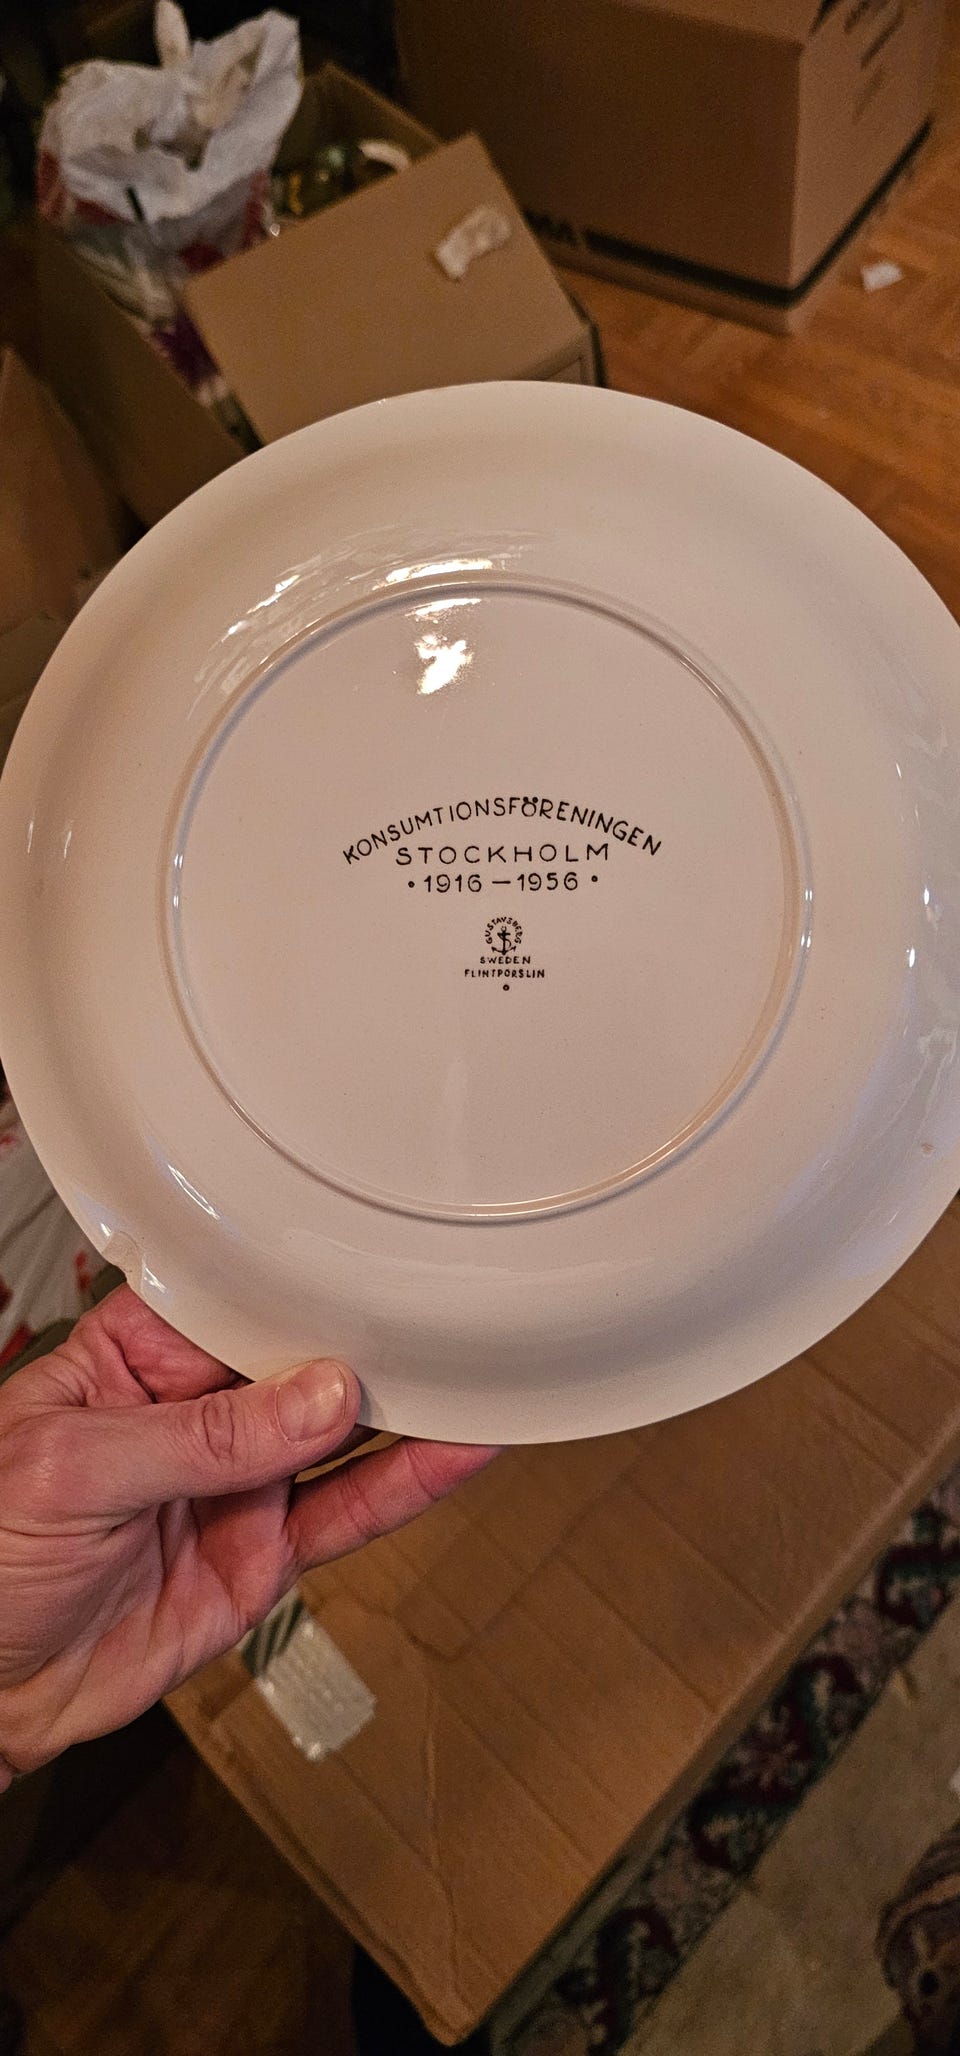 KONSUMTIONSFÖRENINGEN
STOCKHOLM
• 1916 — 1956 •
GUSTAVSBERG
SWEDEN
FLINTPORSLIN